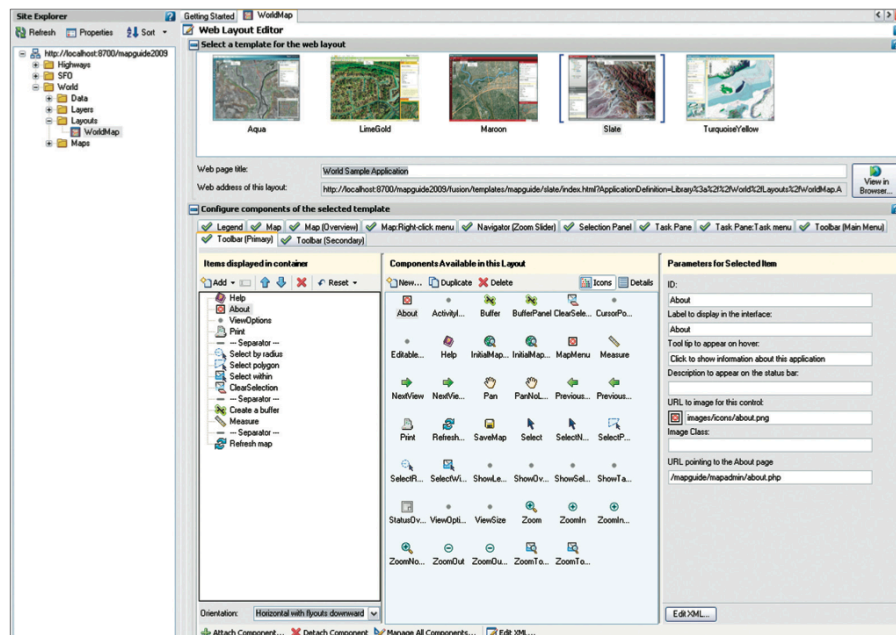 Site Explorer
Refresh Properties Sort
http://localhost:8700/mapguide2009
Highways
SFO
World
Data
Layers
Layouts
WorldMap
Maps
Getting Started WorldMap
Web Layout Editor
Select a template for the web layout
Aqua LimeGold Maroon Slate TurquoiseYellow
Web page title: World Sample Application
Web address of this layout: http://localhost:8700/mapguide2009/fusion/templates/mapguide/slate/index.html?ApplicationDefinition=Library%3a%2f%2fWorld%2fLayouts%2fWorldMap.A
View in Browser...
Configure components of the selected template
Legend Map Map (Overview) Map:Right-click menu Navigator (Zoom Slider) Selection Panel Task Pane Task Pane:Task menu Toolbar (Main Menu)
Toolbar (Primary) Toolbar (Secondary)
Items displayed in container
Add Reset
Help
About
ViewOptions
Print
--- Separator ---
Select by radius
Select polygon
Select within
ClearSelection
--- Separator ---
Create a buffer
Measure
--- Separator ---
Refresh map
Orientation: Horizontal with flyouts downward
Components Available in this Layout
New... Duplicate Delete Icons Details
About ActivityI... Buffer BufferPanel ClearSele... CursorPo...
Editable... Help InitialMap... InitialMap... MapMenu Measure
NextView NextVie... Pan PanNoL... Previous... Previous...
Print Refresh... SaveMap Select SelectN... SelectP...
SelectR... SelectWi... ShowLe... ShowOv... ShowSel... ShowTa...
StatusOv... ViewOpti... ViewSize Zoom ZoomIn ZoomIn...
ZoomNo... ZoomOut ZoomOu... ZoomTo... ZoomTo...
Parameters for Selected Item
ID:
About
Label to display in the interface:
About
Tool tip to appear on hover:
Click to show information about this application
Description to appear on the status bar:
URL to image for this control:
images/icons/about.png
Image Class:
URL pointing to the About page
/mapguide/mapadmin/about.php
Edit XML...
Attach Component... Detach Component Manage All Components... Edit XML...